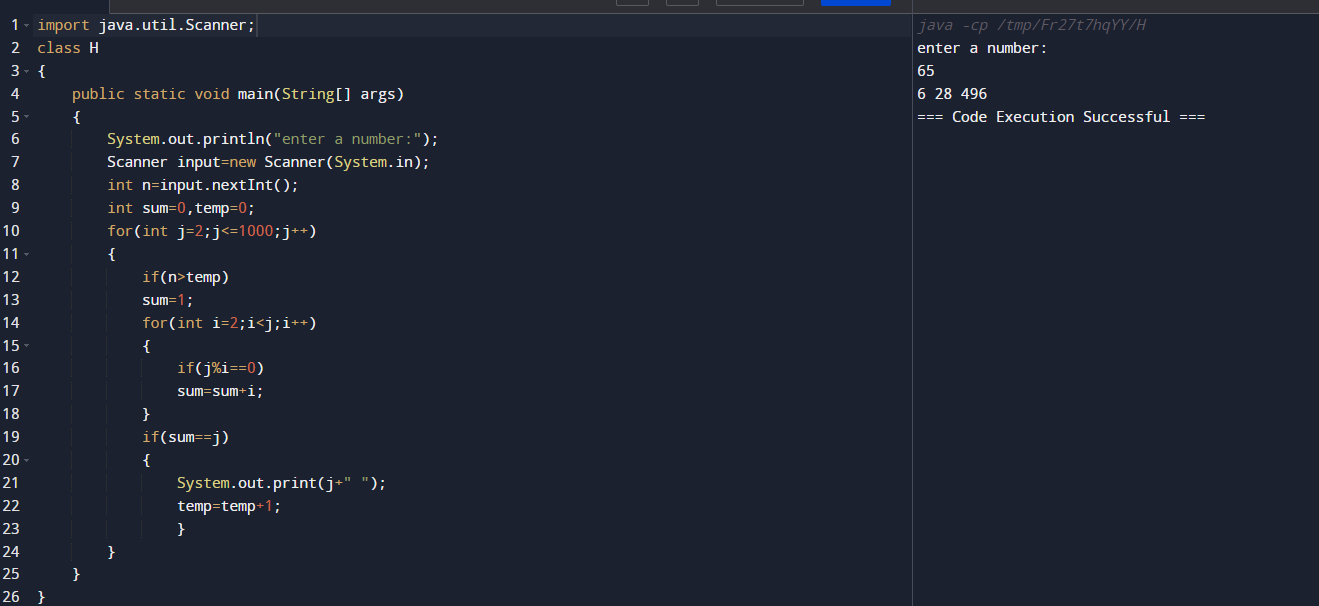 1 import java.util.Scanner;
2 class H
3 {
4 public static void main(String[] args)
5 {
6 System.out.println("enter a number:");
7 Scanner input=new Scanner(System.in);
8 int n=input.nextInt();
9 int sum=0,temp=0;
10 for(int j=2;j<=1000;j++)
11 {
12 if(n>temp)
13 sum=1;
14 for(int i=2;i<j;i++)
15 {
16 if(j%i==0)
17 sum=sum+i;
18 }
19 if(sum==j)
20 {
21 System.out.print(j+" ");
22 temp=temp+1;
23 }
24 }
25 }
26 }
java -cp /tmp/Fr27t7hqYY/H
enter a number:
65
6 28 496
=== Code Execution Successful ===